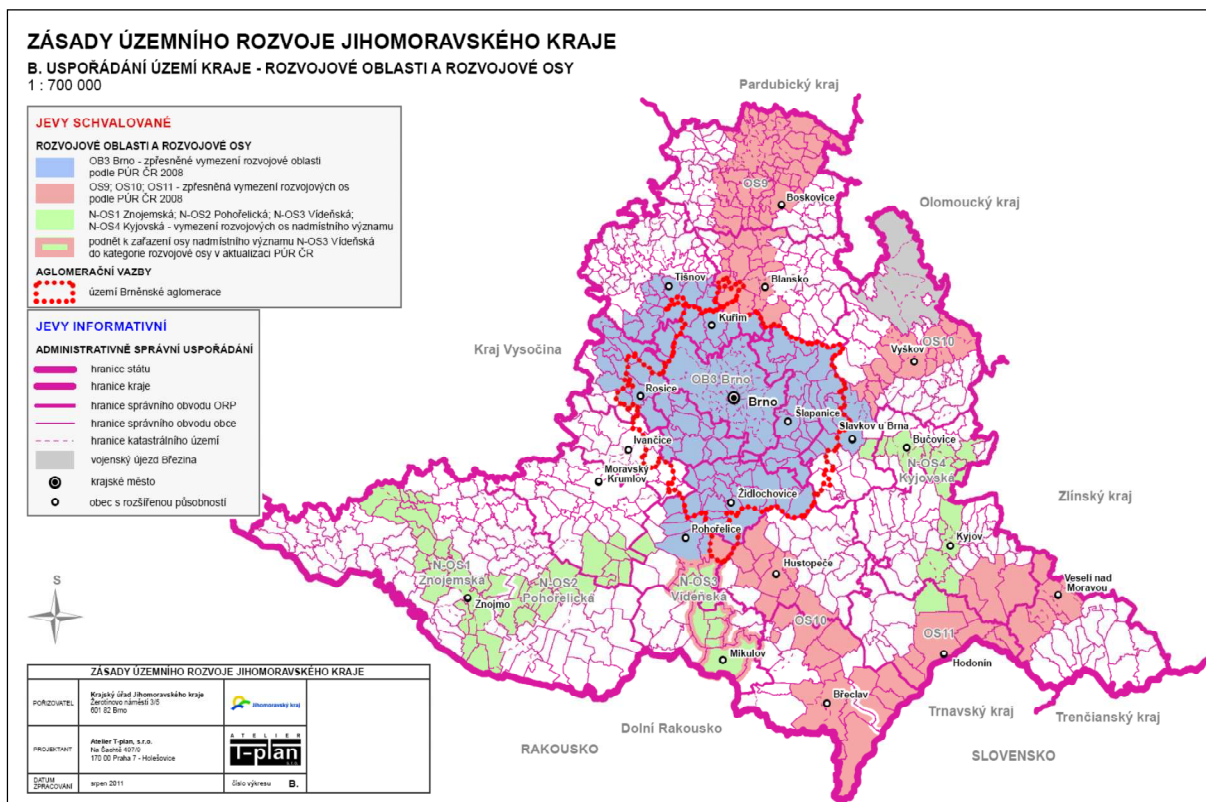 ZÁSADY ÚZEMNÍHO ROZVOJE JIHOMORAVSKÉHO KRAJE
B. USPOŘÁDÁNÍ ÚZEMÍ KRAJE - ROZVOJOVÉ OBLASTI A ROZVOJOVÉ OSY
1 : 700 000
JEVY SCHVALOVANÉ
ROZVOJOVÉ OBLASTI A ROZVOJOVÉ OSY
OB3 Brno - zpřesněné vymezení rozvojové oblasti
podle PÚR ČR 2008
OS9; OS10; OS11 - zpřesněná vymezení rozvojových os
podle PÚR ČR 2008
N-OS1 Znojemská; N-OS2 Pohořelická; N-OS3 Vídeňská;
N-OS4 Kyjovská - vymezení rozvojových os nadmístního významu
podnět k zařazení osy nadmístního významu N-OS3 Vídeňská
do kategorie rozvojové osy v aktualizaci PÚR ČR
AGLOMERAČNÍ VAZBY
území Brněnské aglomerace
JEVY INFORMATIVNÍ
ADMINISTRATIVNĚ SPRÁVNÍ USPOŘÁDÁNÍ
hranice státu
hranice kraje
hranice správního obvodu ORP
hranice správního obvodu obce
hranice katastrálního území
vojenský újezd Březina
krajské město
obec s rozšířenou působností
Pardubický kraj
OS9
Boskovice
Olomoucký kraj
Tišnov
Blansko
Kuřim
Kraj Vysočina
OS10
Vyškov
OB3 Brno
Rosice
Brno
Šlapanice
Slavkov u Brna
Bučovice
Ivančice
N-OS4
Kyjovská
Moravský
Krumlov
Zlínský kraj
Židlochovice
Pohořelice
Kyjov
N-OS1
Znojemská
N-OS2
Pohořelická
N-OS3
Vídeňská
Hustopeče
Veselí nad
Moravou
S
Znojmo
OS10
OS11
Mikulov
Hodonín
Břeclav
Dolní Rakousko
Trnavský kraj
Trenčianský kraj
RAKOUSKO
SLOVENSKO
ZÁSADY ÚZEMNÍHO ROZVOJE JIHOMORAVSKÉHO KRAJE
POŘIZOVATEL
Krajský úřad Jihomoravského kraje
Žerotínovo náměstí 3/5
601 82 Brno
Jihomoravský kraj
PROJEKTANT
Atelier T-plan, s.r.o.
Na Šachtě 497/9
170 00 Praha 7 - Holešovice
ATELIER
T-plan
s.r.o.
DATUM
ZPRACOVÁNÍ
srpen 2011
číslo výkresu B.